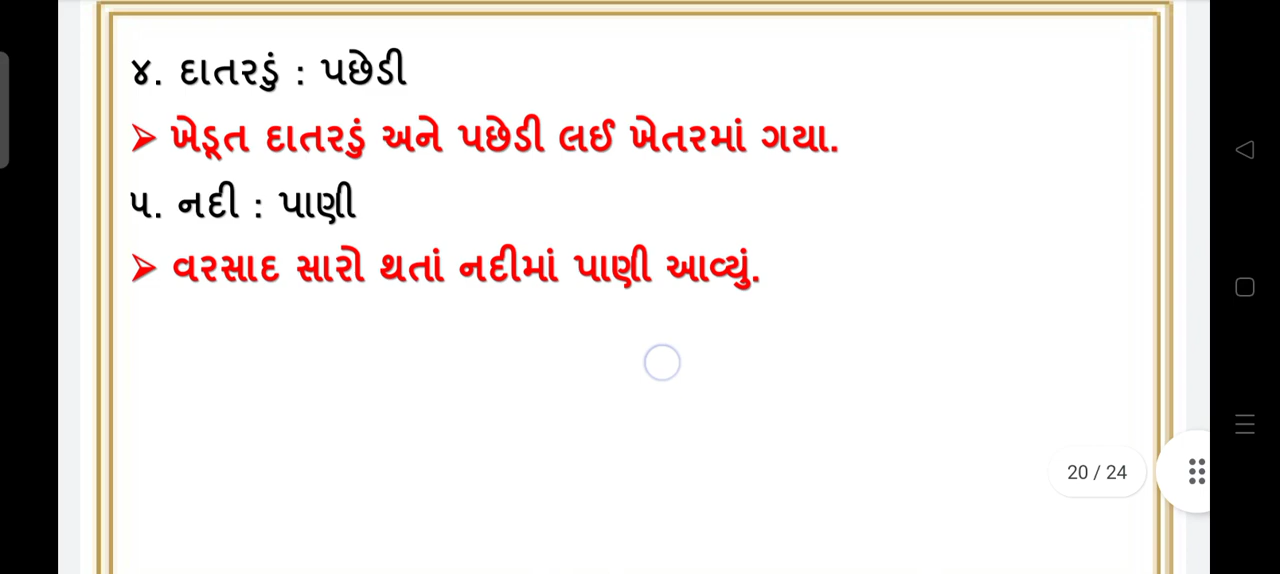 ૪. દાતરડું : પછેડી
➢ ખેડૂત દાતરડું અને પછેડી લઈ ખેતરમાં ગયા.
૫. નદી : પાણી
➢ વરસાદ સારો થતાં નદીમાં પાણી આવ્યું.
20 / 24